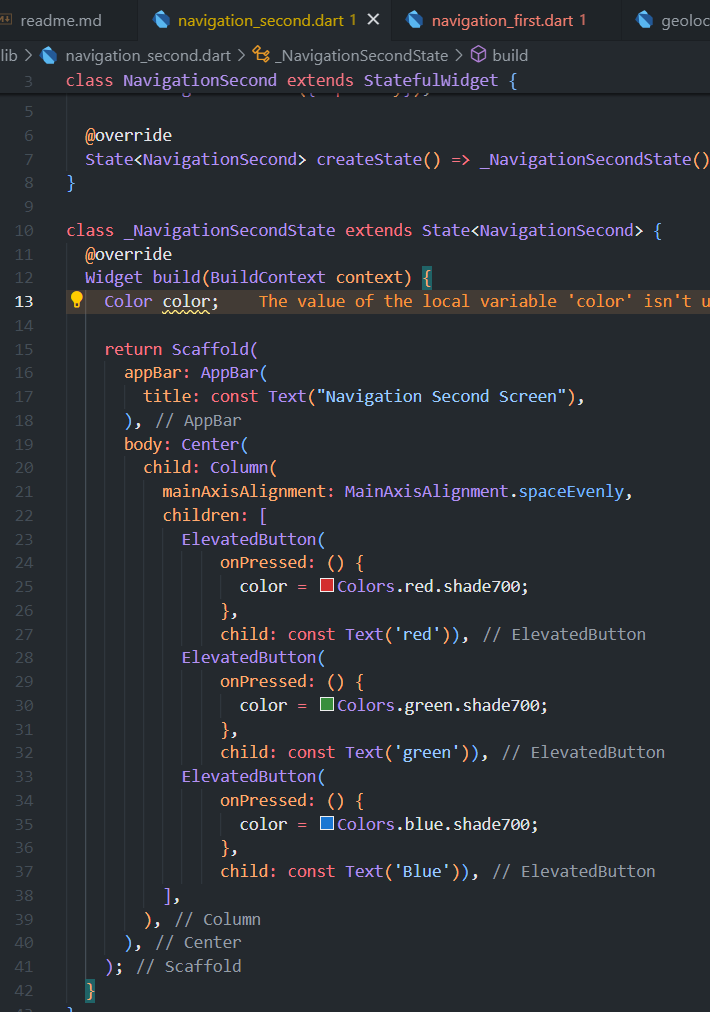 readme.md navigation_second.dart 1 navigation_first.dart 1 geoloc
lib > navigation_second.dart > _NavigationSecondState > build
3 class NavigationSecond extends StatefulWidget {
5
6 @override
7 State<NavigationSecond> createState() => _NavigationSecondState()
8 }
9
10 class _NavigationSecondState extends State<NavigationSecond> {
11 @override
12 Widget build(BuildContext context) {
13 Color color; The value of the local variable 'color' isn't u
14
15 return Scaffold(
16 appBar: AppBar(
17 title: const Text("Navigation Second Screen"),
18 ), // AppBar
19 body: Center(
20 child: Column(
21 mainAxisAlignment: MainAxisAlignment.spaceEvenly,
22 children: [
23 ElevatedButton(
24 onPressed: () {
25 color = Colors.red.shade700;
26 },
27 child: const Text('red')), // ElevatedButton
28 ElevatedButton(
29 onPressed: () {
30 color = Colors.green.shade700;
31 },
32 child: const Text('green')), // ElevatedButton
33 ElevatedButton(
34 onPressed: () {
35 color = Colors.blue.shade700;
36 },
37 child: const Text('Blue')), // ElevatedButton
38 ],
39 ), // Column
40 ), // Center
41 ); // Scaffold
42 }